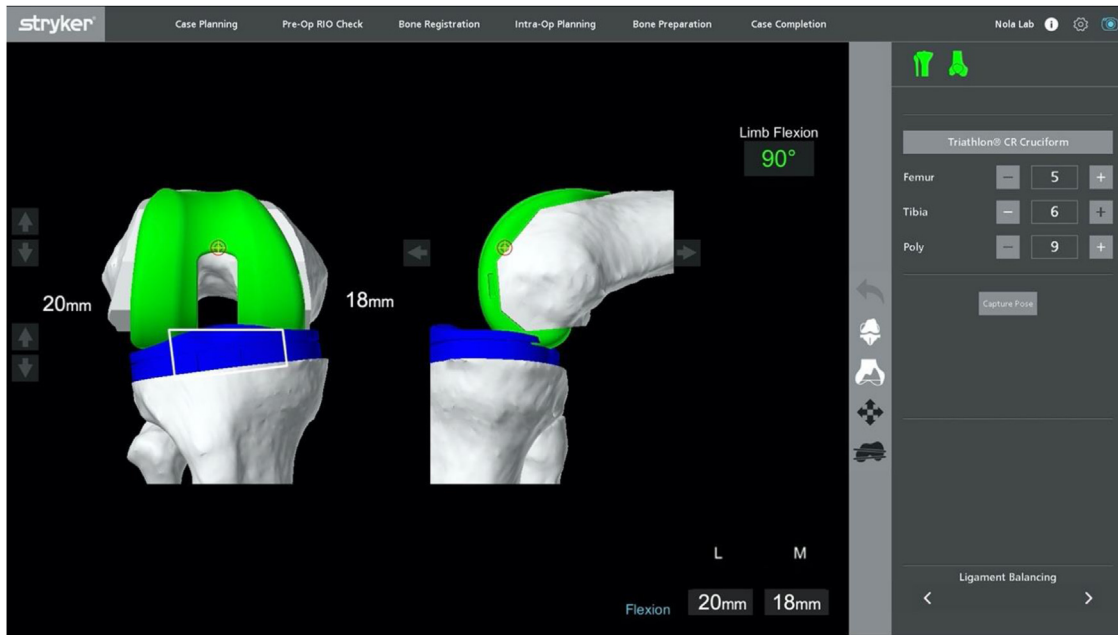 stryker®
Case Planning
Pre-Op RIO Check
Bone Registration
Intra-Op Planning
Bone Preparation
Case Completion
Nola Lab
i
Limb Flexion
90°
20mm
18mm
Triathlon® CR Cruciform
Femur − 5 +
Tibia − 6 +
Poly − 9 +
Capture Pose
L M
Flexion 20mm 18mm
Ligament Balancing
< >